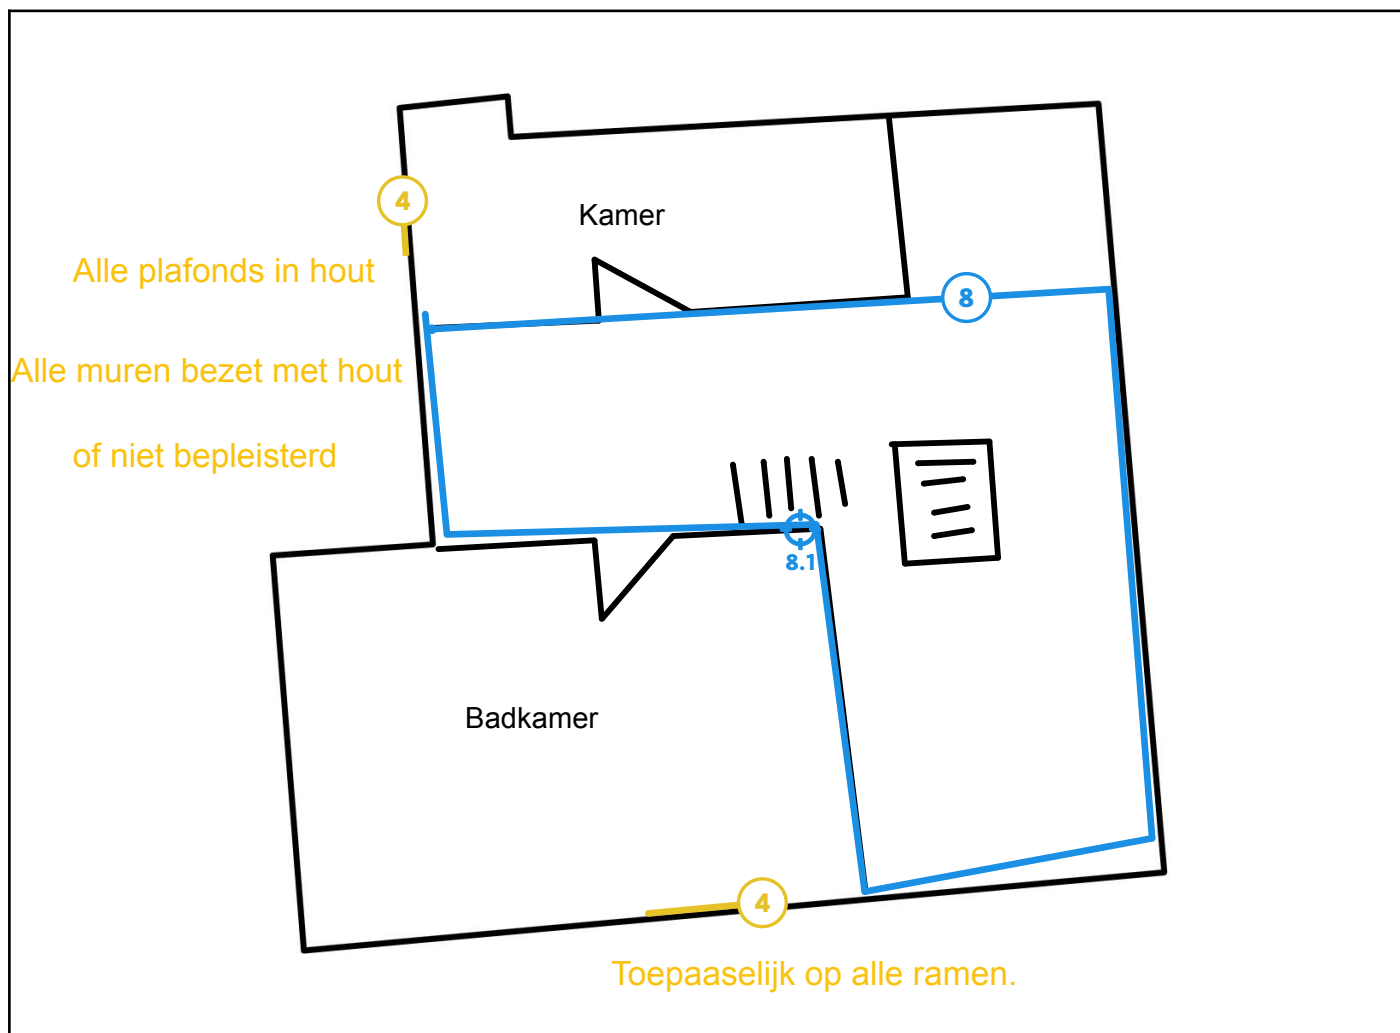 4
Kamer
Alle plafonds in hout
8
Alle muren bezet met hout
of niet bepleisterd
8.1
Badkamer
4
Toepaaselijk op alle ramen.